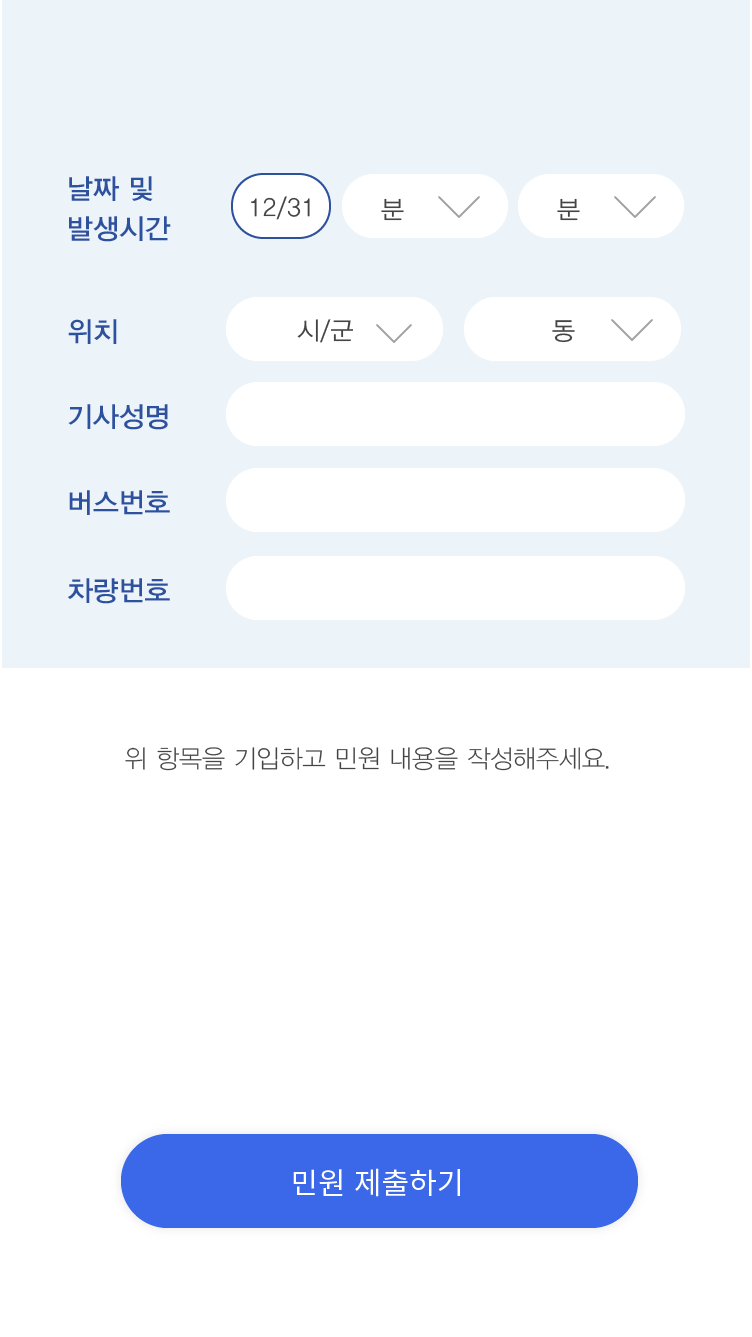 날짜 및
발생시간
12/31 분 분
위치 시/군 동
기사성명
버스번호
차량번호
위 항목을 기입하고 민원 내용을 작성해주세요.
민원 제출하기